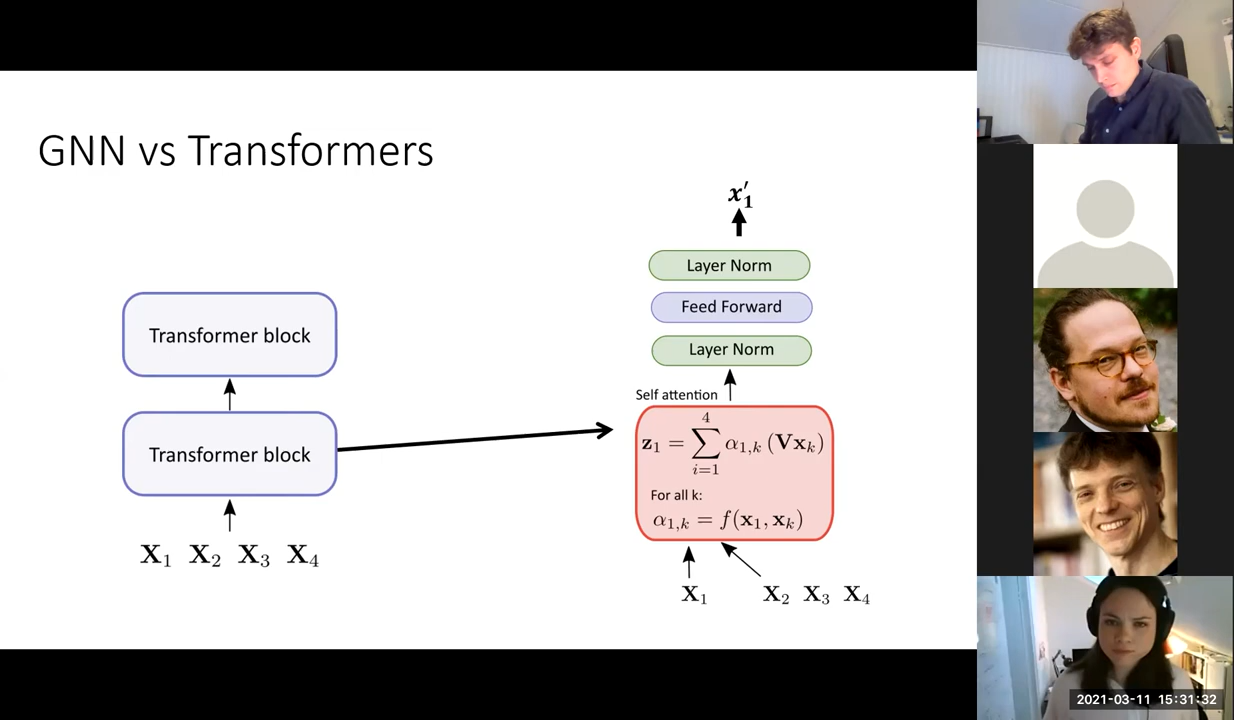 GNN vs Transformers
Transformer block
Transformer block
X₁ X₂ X₃ X₄
x′₁
Layer Norm
Feed Forward
Layer Norm
Self attention
z₁ = ∑_{i=1}^{4} α₁,ₖ (Vxₖ)
For all k:
α₁,ₖ = f(x₁, xₖ)
X₁ X₂ X₃ X₄
2021-03-11 15:31:32